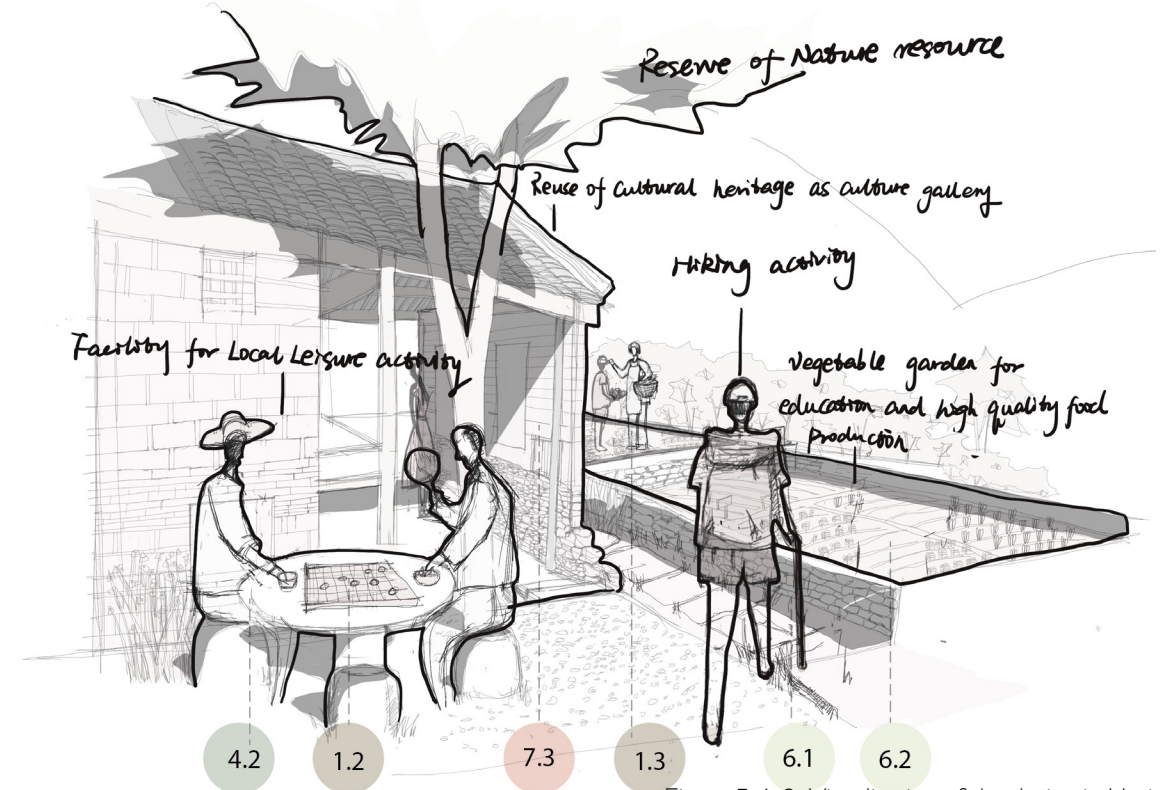 Reserve of Nature resource
Reuse of cultural heritage as culture gallery
Hiking activity
Facility for Local Leisure activity
vegetable garden for
education and high quality food
production
4.2
1.2
7.3
1.3
6.1
6.2